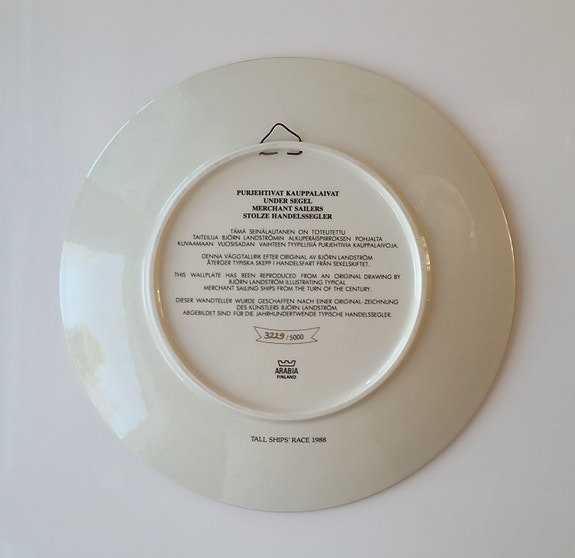 PURJEHTIVAT KAUPPALAIVAT
UNDER SEGEL
MERCHANT SAILERS
STOLZE HANDELSSEGLER
TÄMÄ SEINÄLAUTANEN ON TOTEUTETTU
TAITEILIJA BJÖRN LANDSTRÖMIN ALKUPERÄISPIIRROKSEN POHJALTA
KUVAAMAAN VUOSISADAN VAIHTEEN TYYPILLISIÄ PURJEHTIVIA KAUPPALAIVOJA.
DENNA VÄGGTALLRIK EFTER ORIGINAL AV BJÖRN LANDSTRÖM
ÅTERGER TYPISKA SKEPP I HANDELSFART FRÅN SEKELSKIFTET.
THIS WALLPLATE HAS BEEN REPRODUCED FROM AN ORIGINAL DRAWING BY
BJÖRN LANDSTRÖM ILLUSTRATING TYPICAL
MERCHANT SAILING SHIPS FROM THE TURN OF THE CENTURY.
DIESER WANDTELLER WURDE GESCHAFFEN NACH EINER ORIGINAL-ZEICHNUNG
DES KÜNSTLERS BJÖRN LANDSTRÖM.
ABGEBILDET SIND FÜR DIE JAHRHUNDERTWENDE TYPISCHE HANDELSSEGLER.
3229/5000
ARABIA
FINLAND
TALL SHIPS' RACE 1988